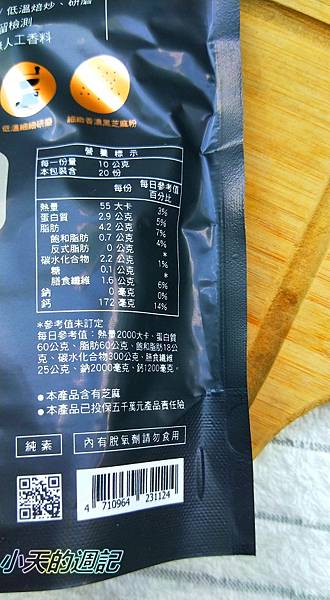 低溫焙炒、研磨
留檢測
人工香料
低溫細緻研磨
細緻香濃黑芝麻粉
營養標示
每一份量 10 公克
本包裝含 20 份
每份 每日參考值百分比
熱量 55 大卡 3%
蛋白質 2.9 公克 5%
脂肪 4.2 公克 7%
飽和脂肪 0.7 公克 4%
反式脂肪 0 公克 *
碳水化合物 2.2 公克 1%
糖 0.1 公克 *
膳食纖維 1.6 公克 6%
鈉 0 毫克 0%
鈣 172 毫克 14%
*參考值未訂定
每日參考值：熱量2000大卡、蛋白質
60公克、脂肪60公克、飽和脂肪18公
克、碳水化合物300公克、膳食纖維
25公克、鈉2000毫克、鈣1200毫克。
●本產品含有芝麻
●本產品已投保五千萬元產品責任險
純素
內有脫氧劑請勿食用
4 710964 231124
小天的週記